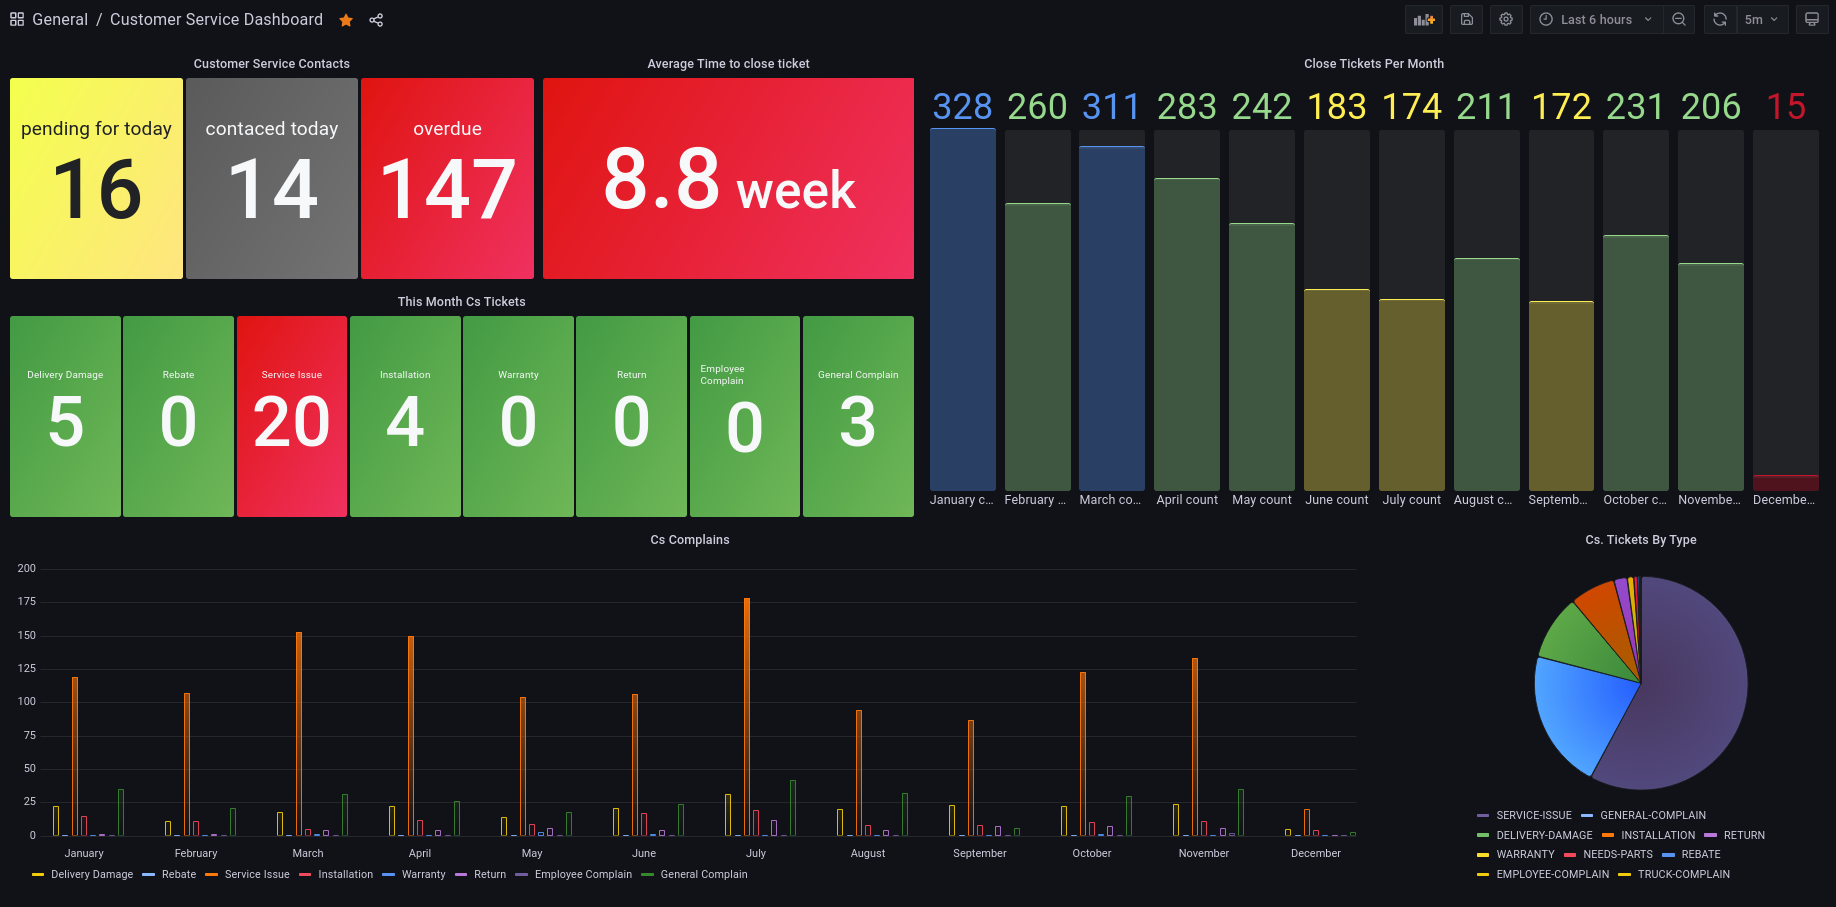 General / Customer Service Dashboard
Last 6 hours
5m
Customer Service Contacts
pending for today
16
contaced today
14
overdue
147
Average Time to close ticket
8.8 week
This Month Cs Tickets
Delivery Damage
5
Rebate
0
Service Issue
20
Installation
4
Warranty
0
Return
0
Employee
Complain
0
General Complain
3
Close Tickets Per Month
328 260 311 283 242 183 174 211 172 231 206 15
January c... February ... March co... April count May count June count July count August c... Septemb... October c... Novembe... Decembe...
Cs Complains
200
175
150
125
100
75
50
25
0
January February March April May June July August September October November December
Delivery Damage Rebate Service Issue Installation Warranty Return Employee Complain General Complain
Cs. Tickets By Type
SERVICE-ISSUE GENERAL-COMPLAIN
DELIVERY-DAMAGE INSTALLATION RETURN
WARRANTY NEEDS-PARTS REBATE
EMPLOYEE-COMPLAIN TRUCK-COMPLAIN